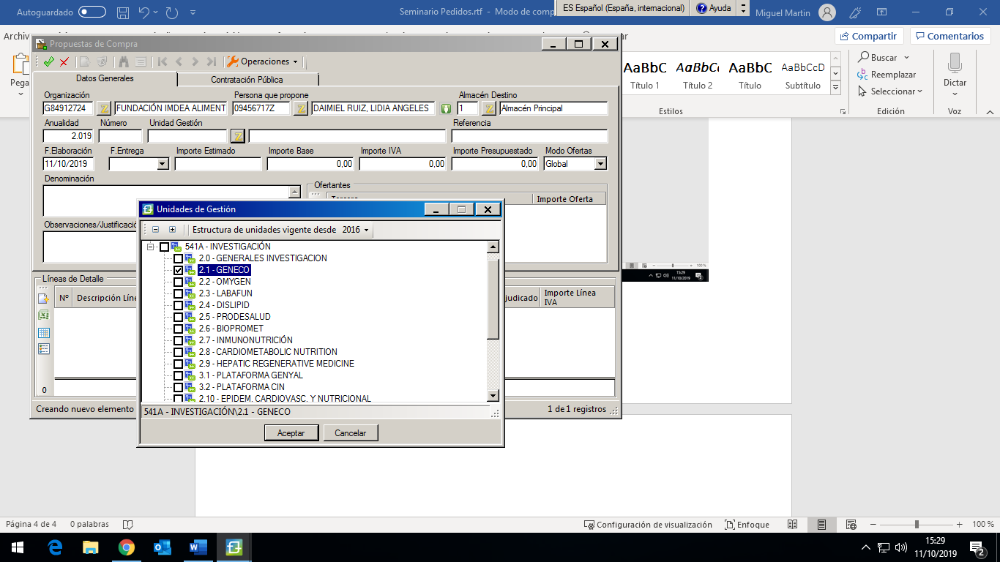 Autoguardado
Seminario Pedidos.rtf - Modo de comp
ES Español (España, internacional)
Ayuda
Miguel Martin
Archiv
Compartir
Comentarios
Pega
AaBbC
AaBbCc
AaBbC
AaBbCcD
Título 1
Título 2
Título
Subtítulo
Estilos
Buscar
Reemplazar
Seleccionar
Edición
Dictar
Voz
Propuestas de Compra
Operaciones
Datos Generales
Contratación Pública
Organización
Persona que propone
Almacén Destino
G84912724
Z
FUNDACIÓN IMDEA ALIMENT
09456717Z
Z
DAIMIEL RUIZ, LIDIA ANGELES
1
Z
Almacén Principal
Anualidad
Número
Unidad Gestión
Referencia
2.019
Z
F.Elaboración
F.Entrega
Importe Estimado
Importe Base
Importe IVA
Importe Presupuestado
Modo Ofertas
11/10/2019
0,00
0,00
0,00
Global
Denominación
Ofertantes
Importe Oferta
Observaciones/Justificació
Unidades de Gestión
Estructura de unidades vigente desde 2016
541A - INVESTIGACIÓN
2.0 - GENERALES INVESTIGACION
2.1 - GENECO
2.2 - OMYGEN
2.3 - LABAFUN
2.4 - DISLIPID
2.5 - PRODESALUD
2.6 - BIOPROMET
2.7 - INMUNONUTRICIÓN
2.8 - CARDIOMETABOLIC NUTRITION
2.9 - HEPATIC REGENERATIVE MEDICINE
3.1 - PLATAFORMA GENYAL
3.2 - PLATAFORMA CIN
2.10 - EPIDEM. CARDIOVASC. Y NUTRICIONAL
541A - INVESTIGACIÓN\2.1 - GENECO
Aceptar
Cancelar
Líneas de Detalle
Nº
Descripción Líne
judicado
Importe Línea
IVA
0
Creando nuevo elemento
1 de 1 registros
100 %
15:29
11/10/2019
Página 4 de 4
0 palabras
Configuración de visualización
Enfoque
100 %
15:29
11/10/2019
2